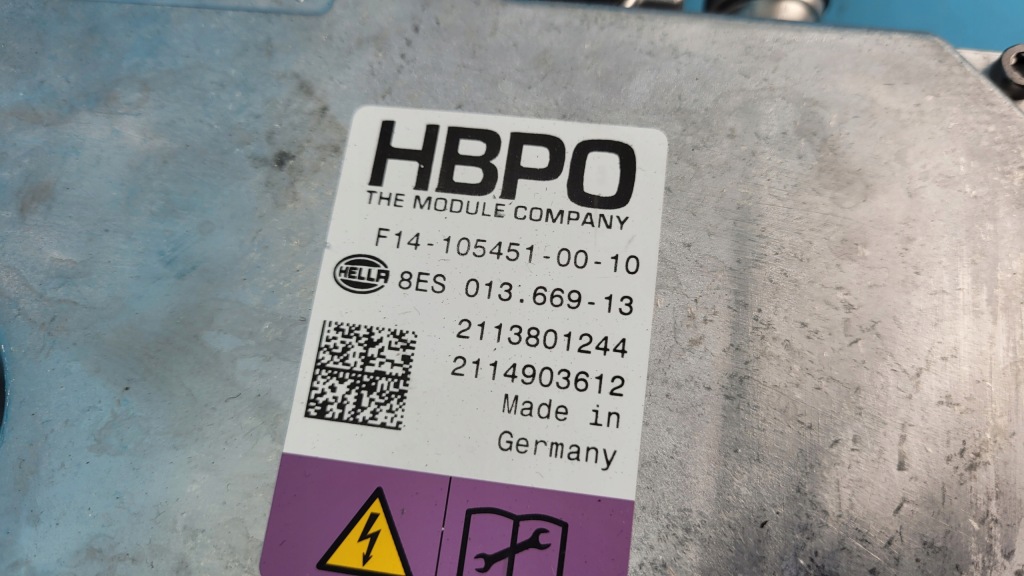 HBPO
THE MODULE COMPANY
F14-105451-00-10
HELLA 8ES 013.669-13
2113801244
2114903612
Made in
Germany